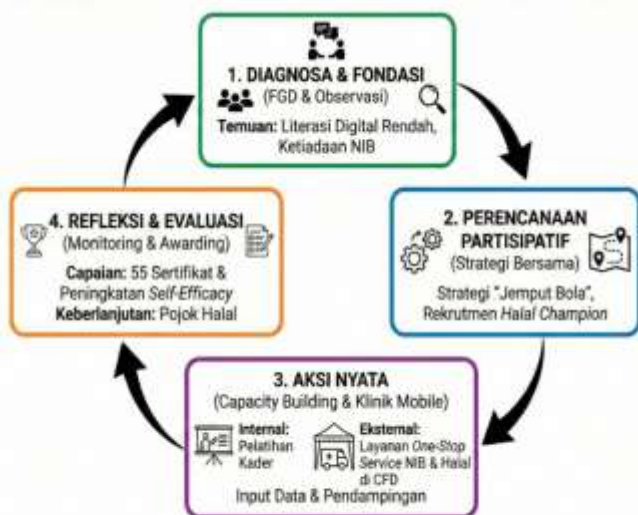 1. DIAGNOSA & FONDASI
(FGD & Observasi)
Temuan: Literasi Digital Rendah,
Ketiadaan NIB
2. PERENCANAAN
PARTISIPATIF
(Strategi Bersama)
Strategi "Jemput Bola",
Rekrutmen Halal Champion
3. AKSI NYATA
(Capacity Building & Klinik Mobile)
Internal:
Pelatihan
Kader
Eksternal:
Layanan One-Stop
Service NIB & Halal
di CFD
Input Data & Pendampingan
4. REFLEKSI & EVALUASI
(Monitoring & Awarding)
Capaian: 55 Sertifikat &
Peningkatan Self-Efficacy
Keberlanjutan: Pojok Halal